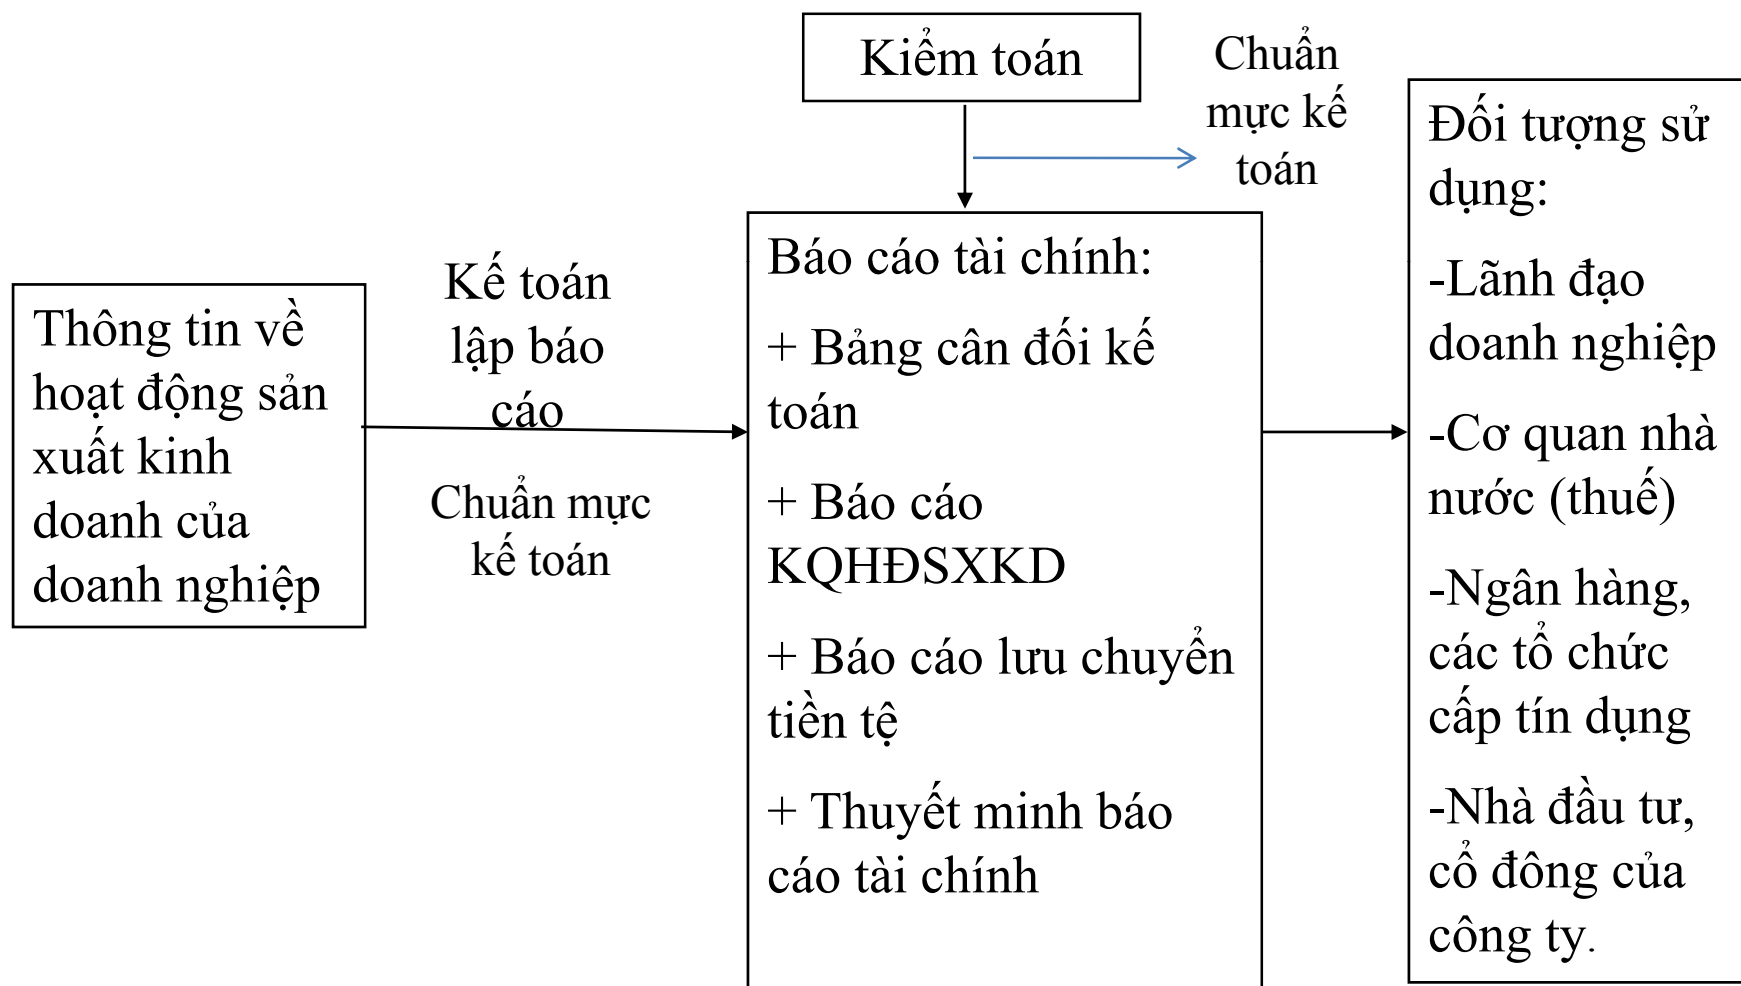 Kiểm toán
Chuẩn
mực kế
toán
Thông tin về
hoạt động sản
xuất kinh
doanh của
doanh nghiệp
Kế toán
lập báo
cáo
Chuẩn mực
kế toán
Báo cáo tài chính:
+ Bảng cân đối kế
toán
+ Báo cáo
KQHĐSXKD
+ Báo cáo lưu chuyển
tiền tệ
+ Thuyết minh báo
cáo tài chính
Đối tượng sử
dụng:
-Lãnh đạo
doanh nghiệp
-Cơ quan nhà
nước (thuế)
-Ngân hàng,
các tổ chức
cấp tín dụng
-Nhà đầu tư,
cổ đông của
công ty.